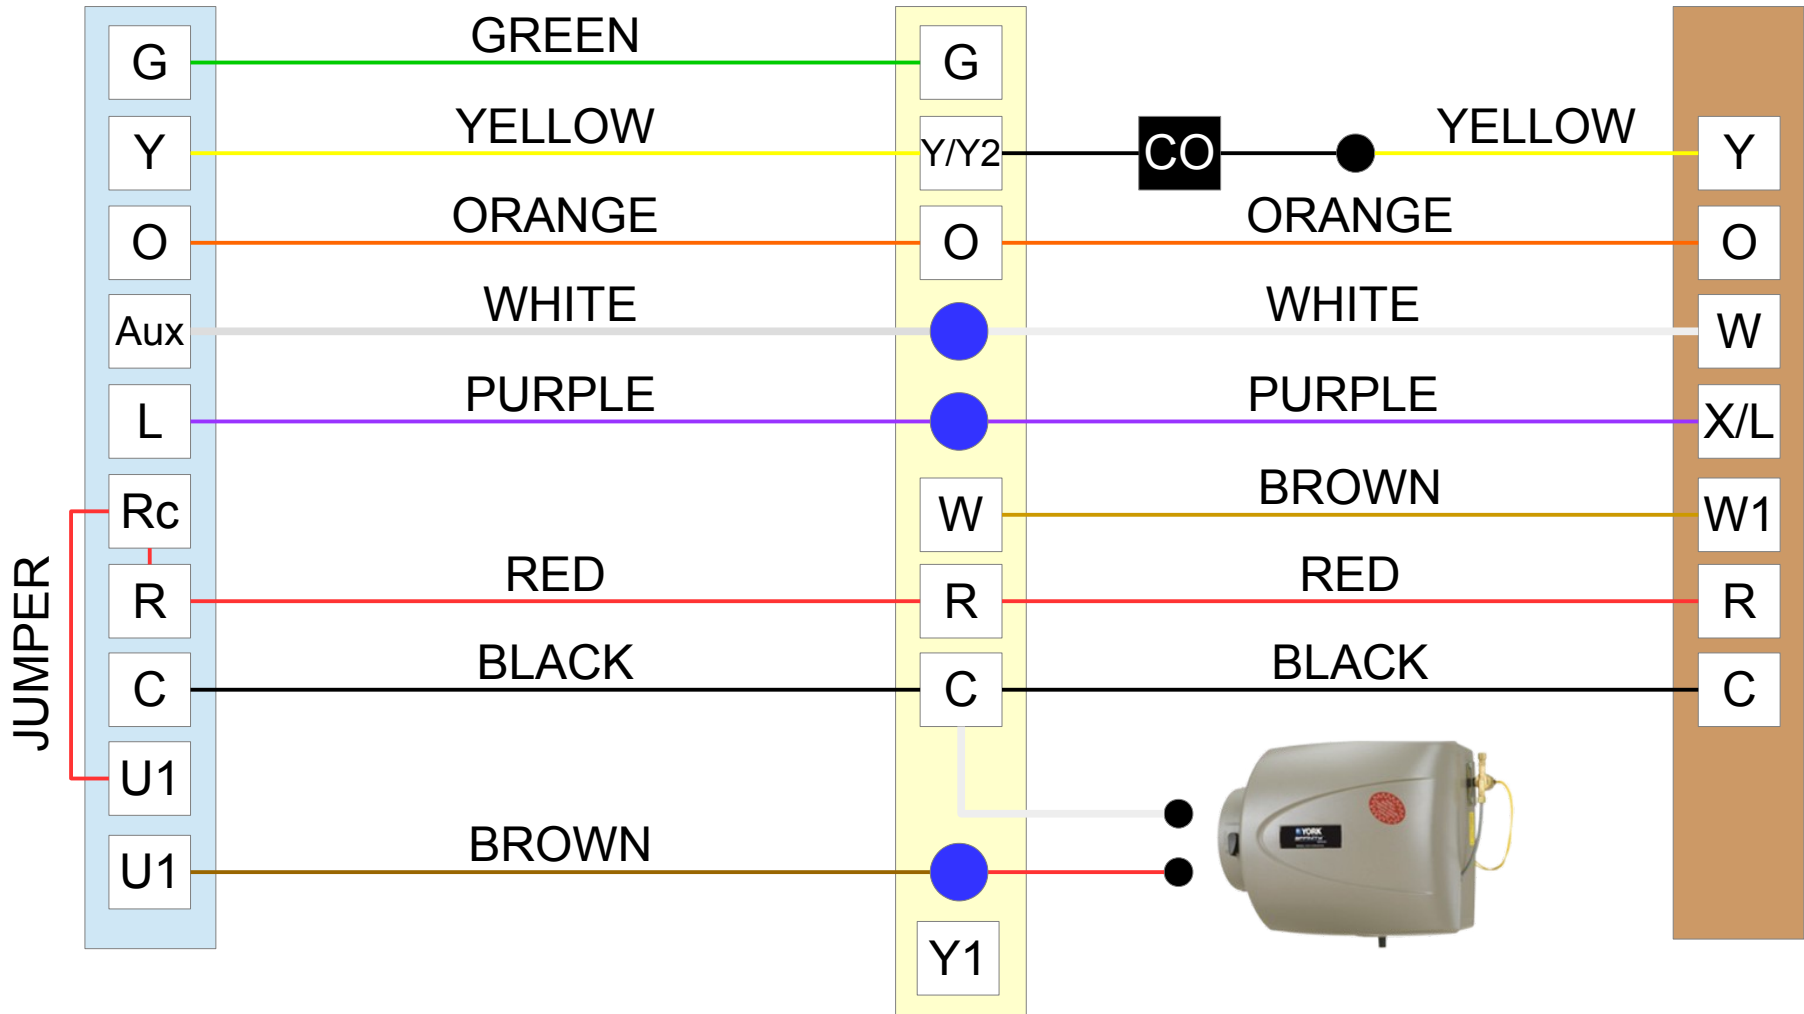 G GREEN G
Y YELLOW Y/Y2 CO YELLOW Y
O ORANGE O ORANGE O
Aux WHITE WHITE W
L PURPLE PURPLE X/L
Rc W BROWN W1
JUMPER
R RED R RED R
C BLACK C BLACK C
U1
YORK
U1 BROWN
Y1